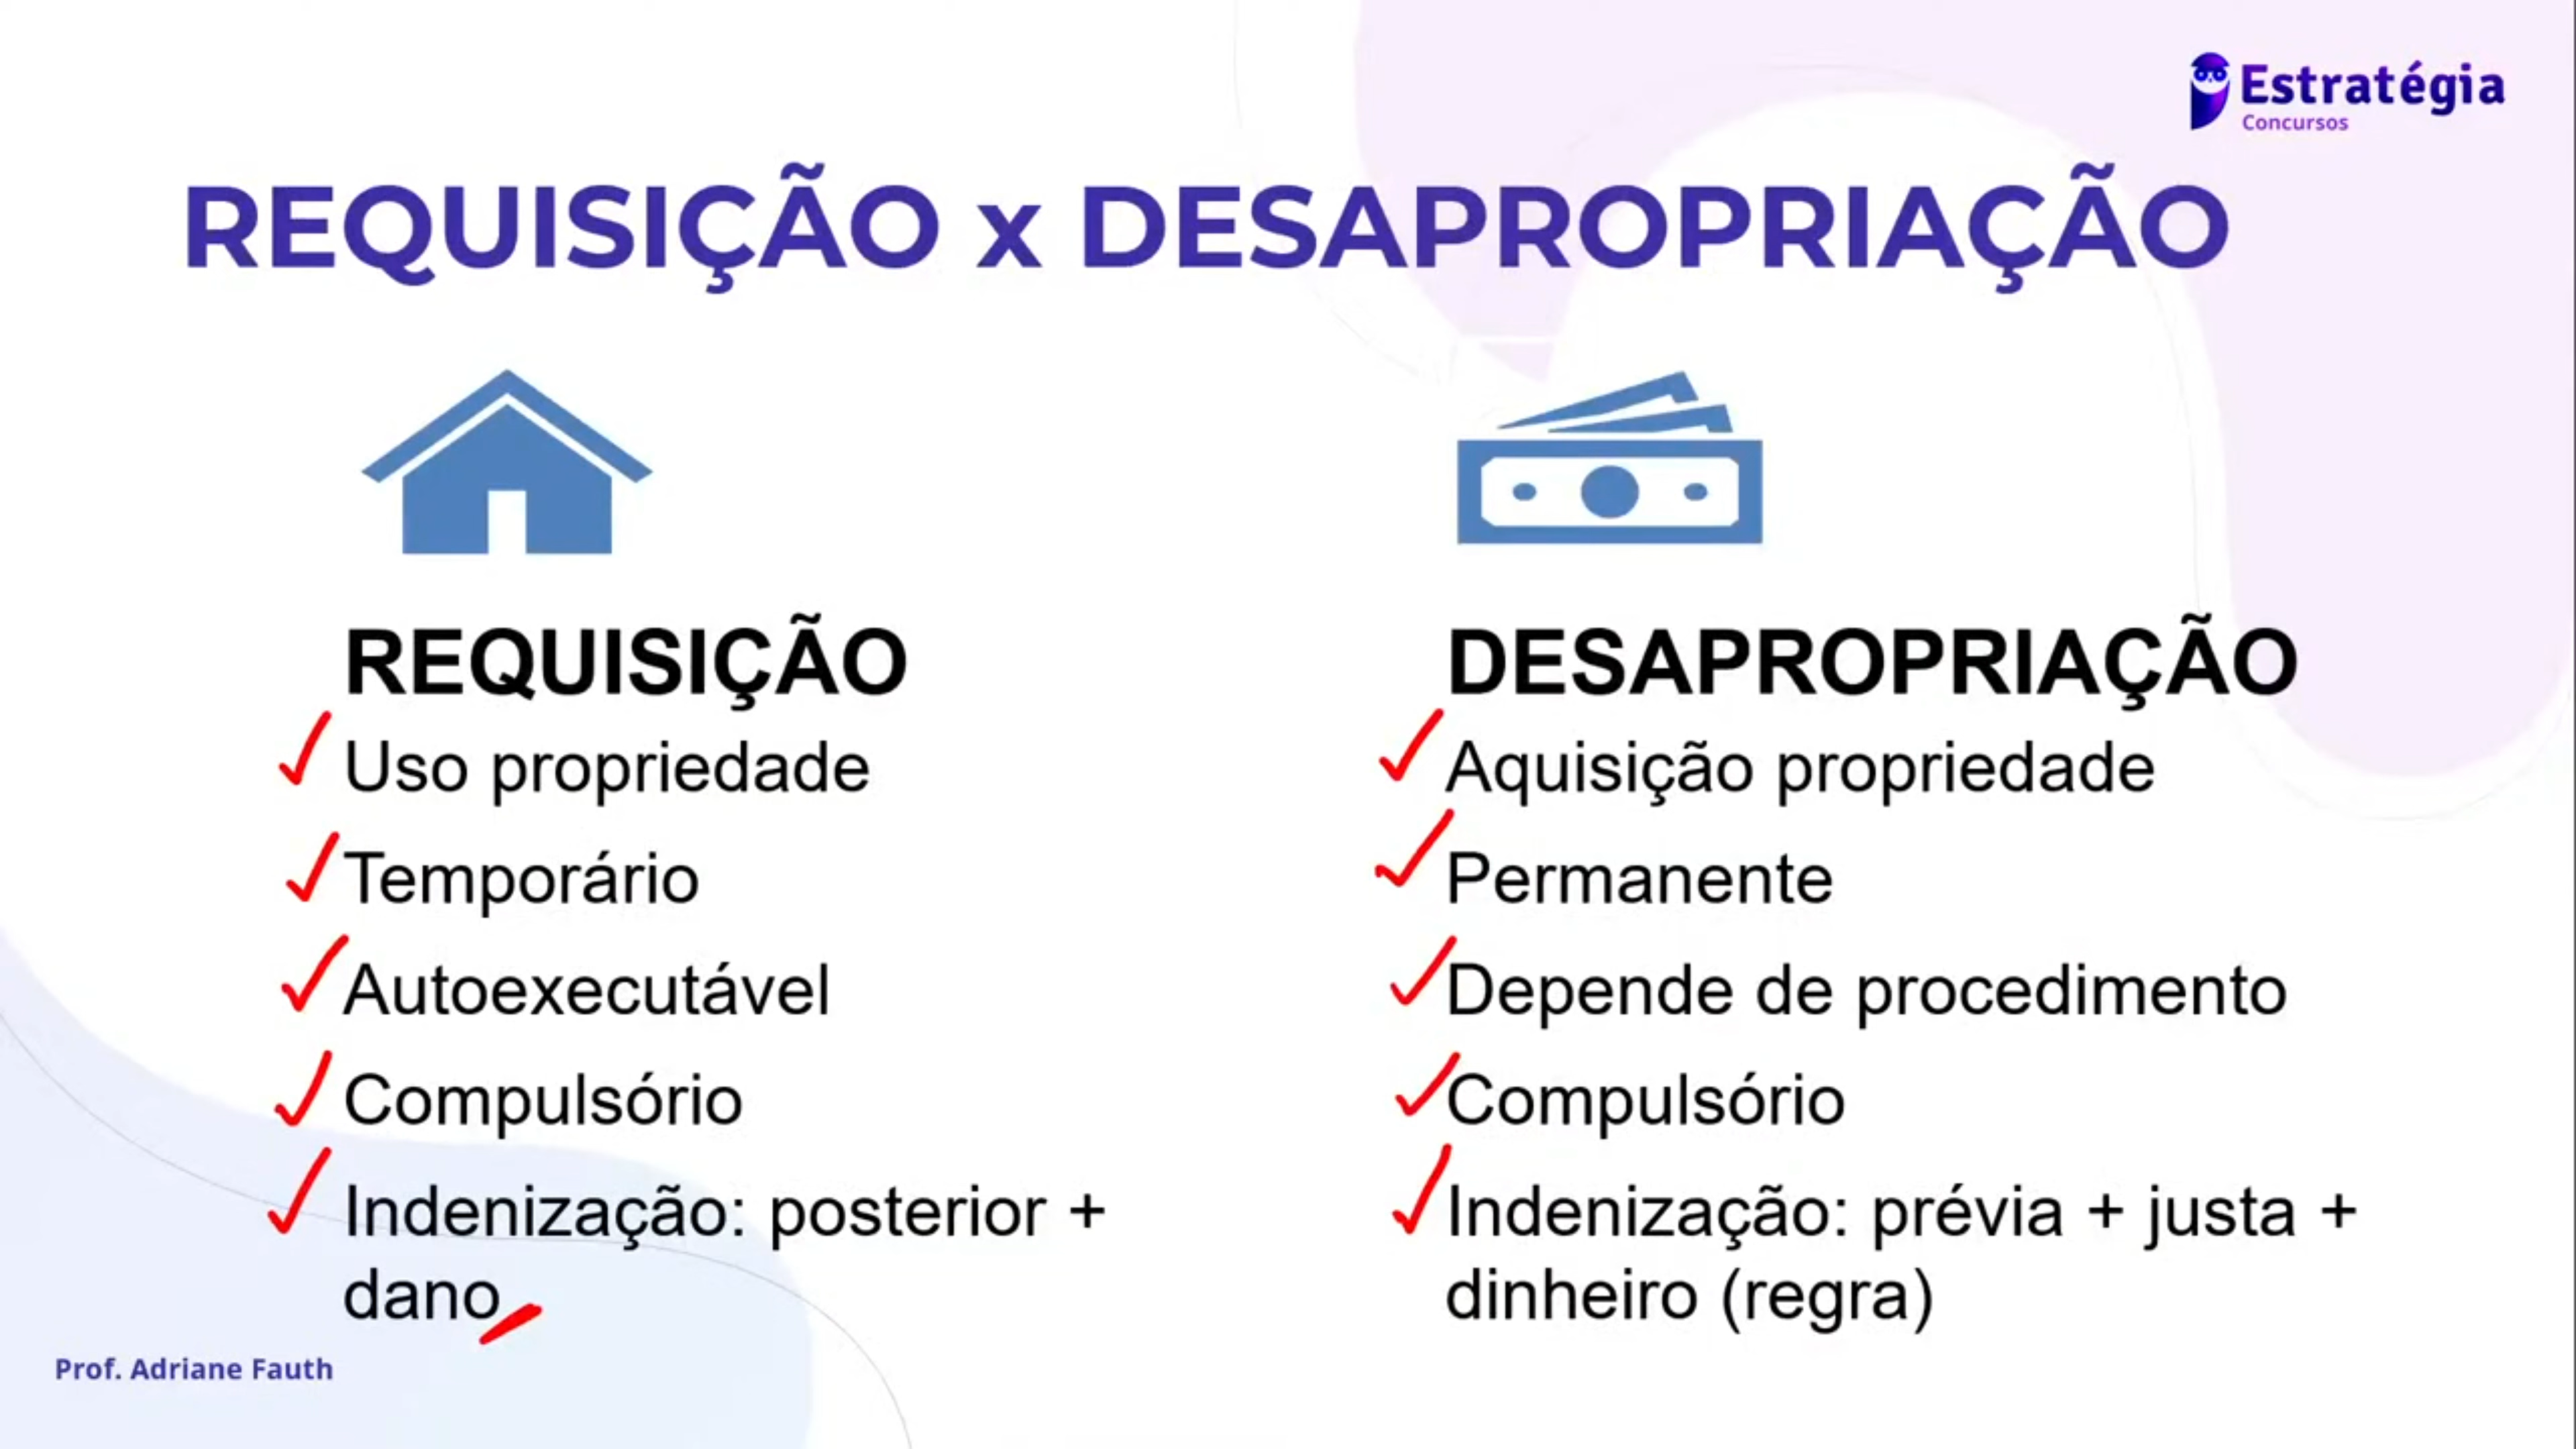 Estratégia
Concursos
REQUISIÇÃO x DESAPROPRIAÇÃO
REQUISIÇÃO
Uso propriedade
Temporário
Autoexecutável
Compulsório
Indenização: posterior +
dano
DESAPROPRIAÇÃO
Aquisição propriedade
Permanente
Depende de procedimento
Compulsório
Indenização: prévia + justa +
dinheiro (regra)
Prof. Adriane Fauth